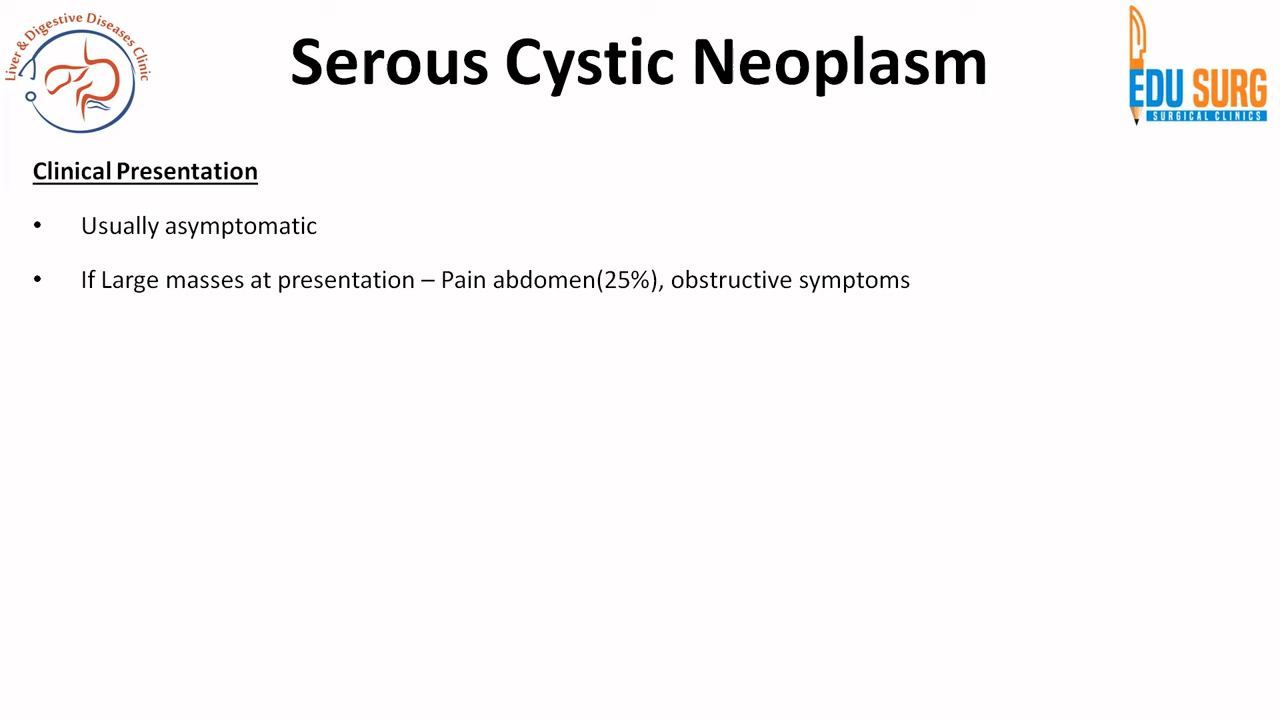 Liver & Digestive Diseases Clinic
Serous Cystic Neoplasm
EDU SURG
SURGICAL CLINICS
Clinical Presentation
• Usually asymptomatic
• If Large masses at presentation – Pain abdomen(25%), obstructive symptoms